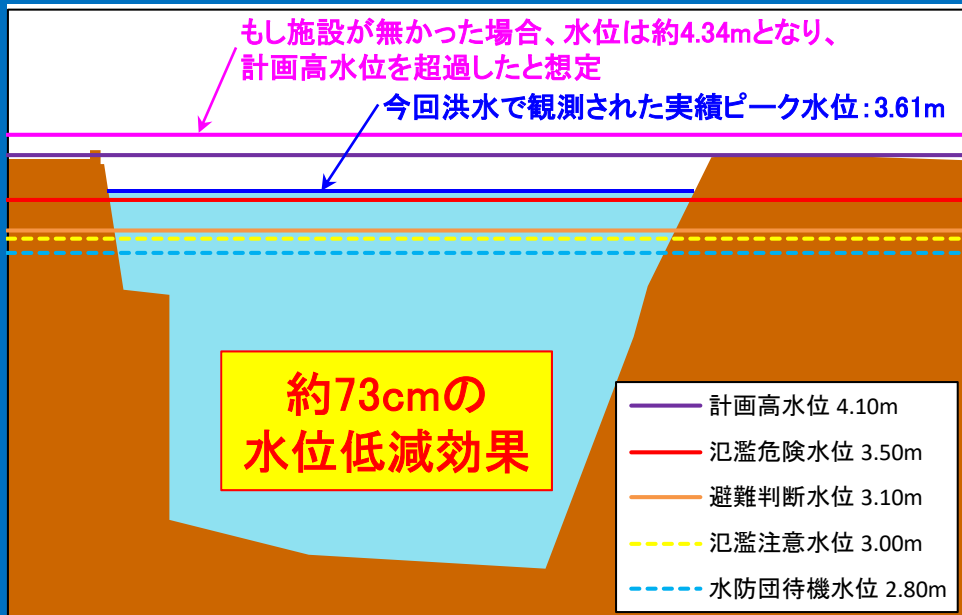 もし施設が無かった場合、水位は約4.34mとなり、
計画高水位を超過したと想定
今回洪水で観測された実績ピーク水位：3.61m
約73cmの
水位低減効果
計画高水位 4.10m
氾濫危険水位 3.50m
避難判断水位 3.10m
氾濫注意水位 3.00m
水防団待機水位 2.80m